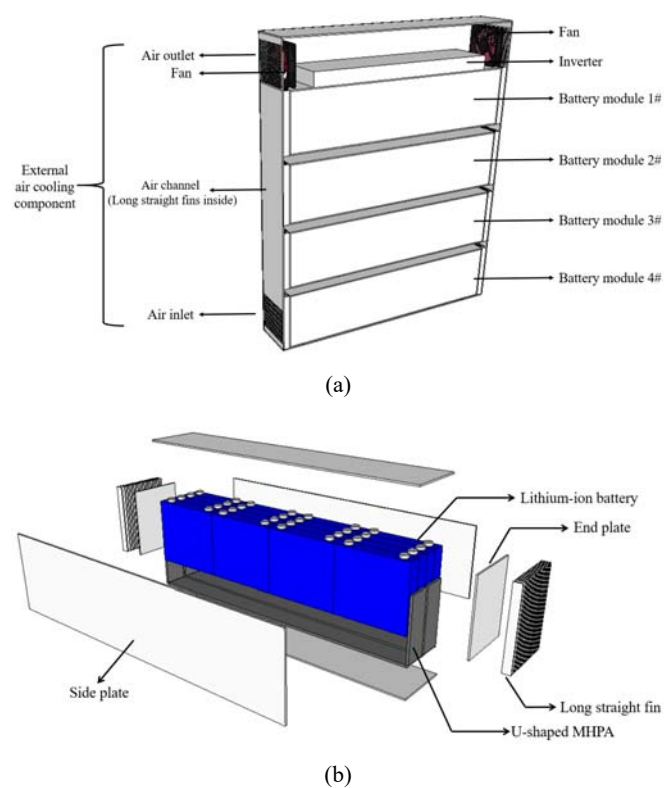 Air outlet
Fan
Fan
Inverter
Battery module 1#
External
air cooling
component
Air channel
(Long straight fins inside)
Battery module 2#
Battery module 3#
Battery module 4#
Air inlet
(a)
Lithium-ion battery
End plate
Side plate
Long straight fin
U-shaped MHPA
(b)